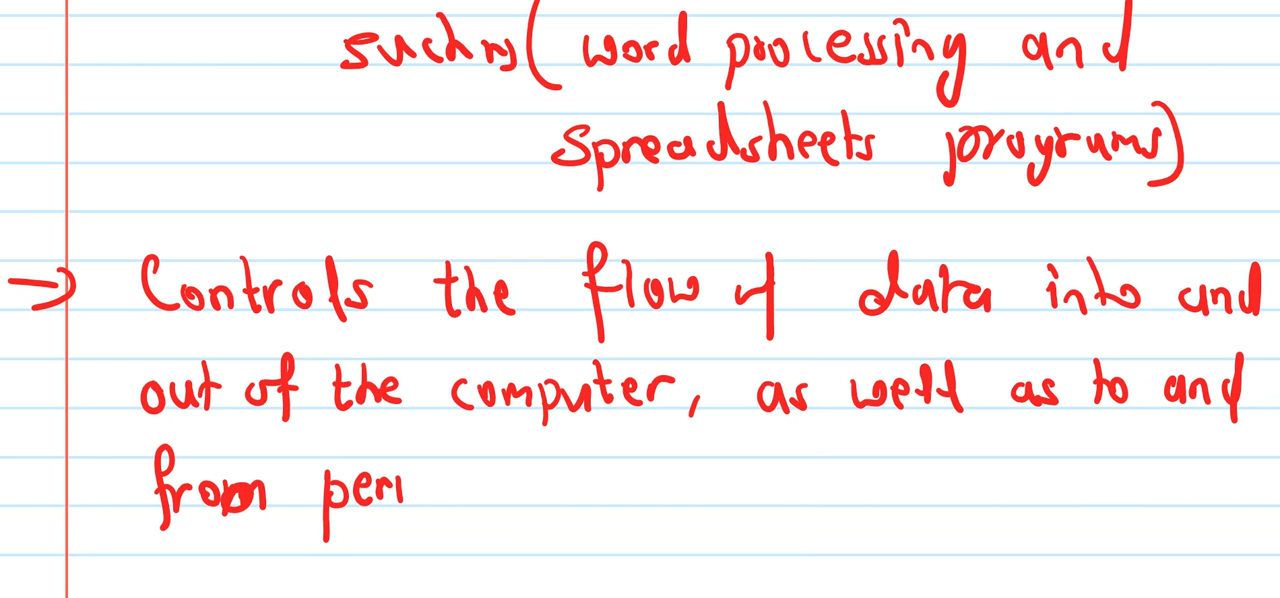 such as (word processing and
Spreadsheets programs)
→ Controls the flow of data into and
out of the computer, as well as to and
from peri